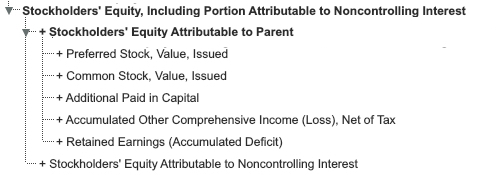 Stockholders' Equity, Including Portion Attributable to Noncontrolling Interest
+ Stockholders' Equity Attributable to Parent
+ Preferred Stock, Value, Issued
+ Common Stock, Value, Issued
+ Additional Paid in Capital
+ Accumulated Other Comprehensive Income (Loss), Net of Tax
+ Retained Earnings (Accumulated Deficit)
+ Stockholders' Equity Attributable to Noncontrolling Interest